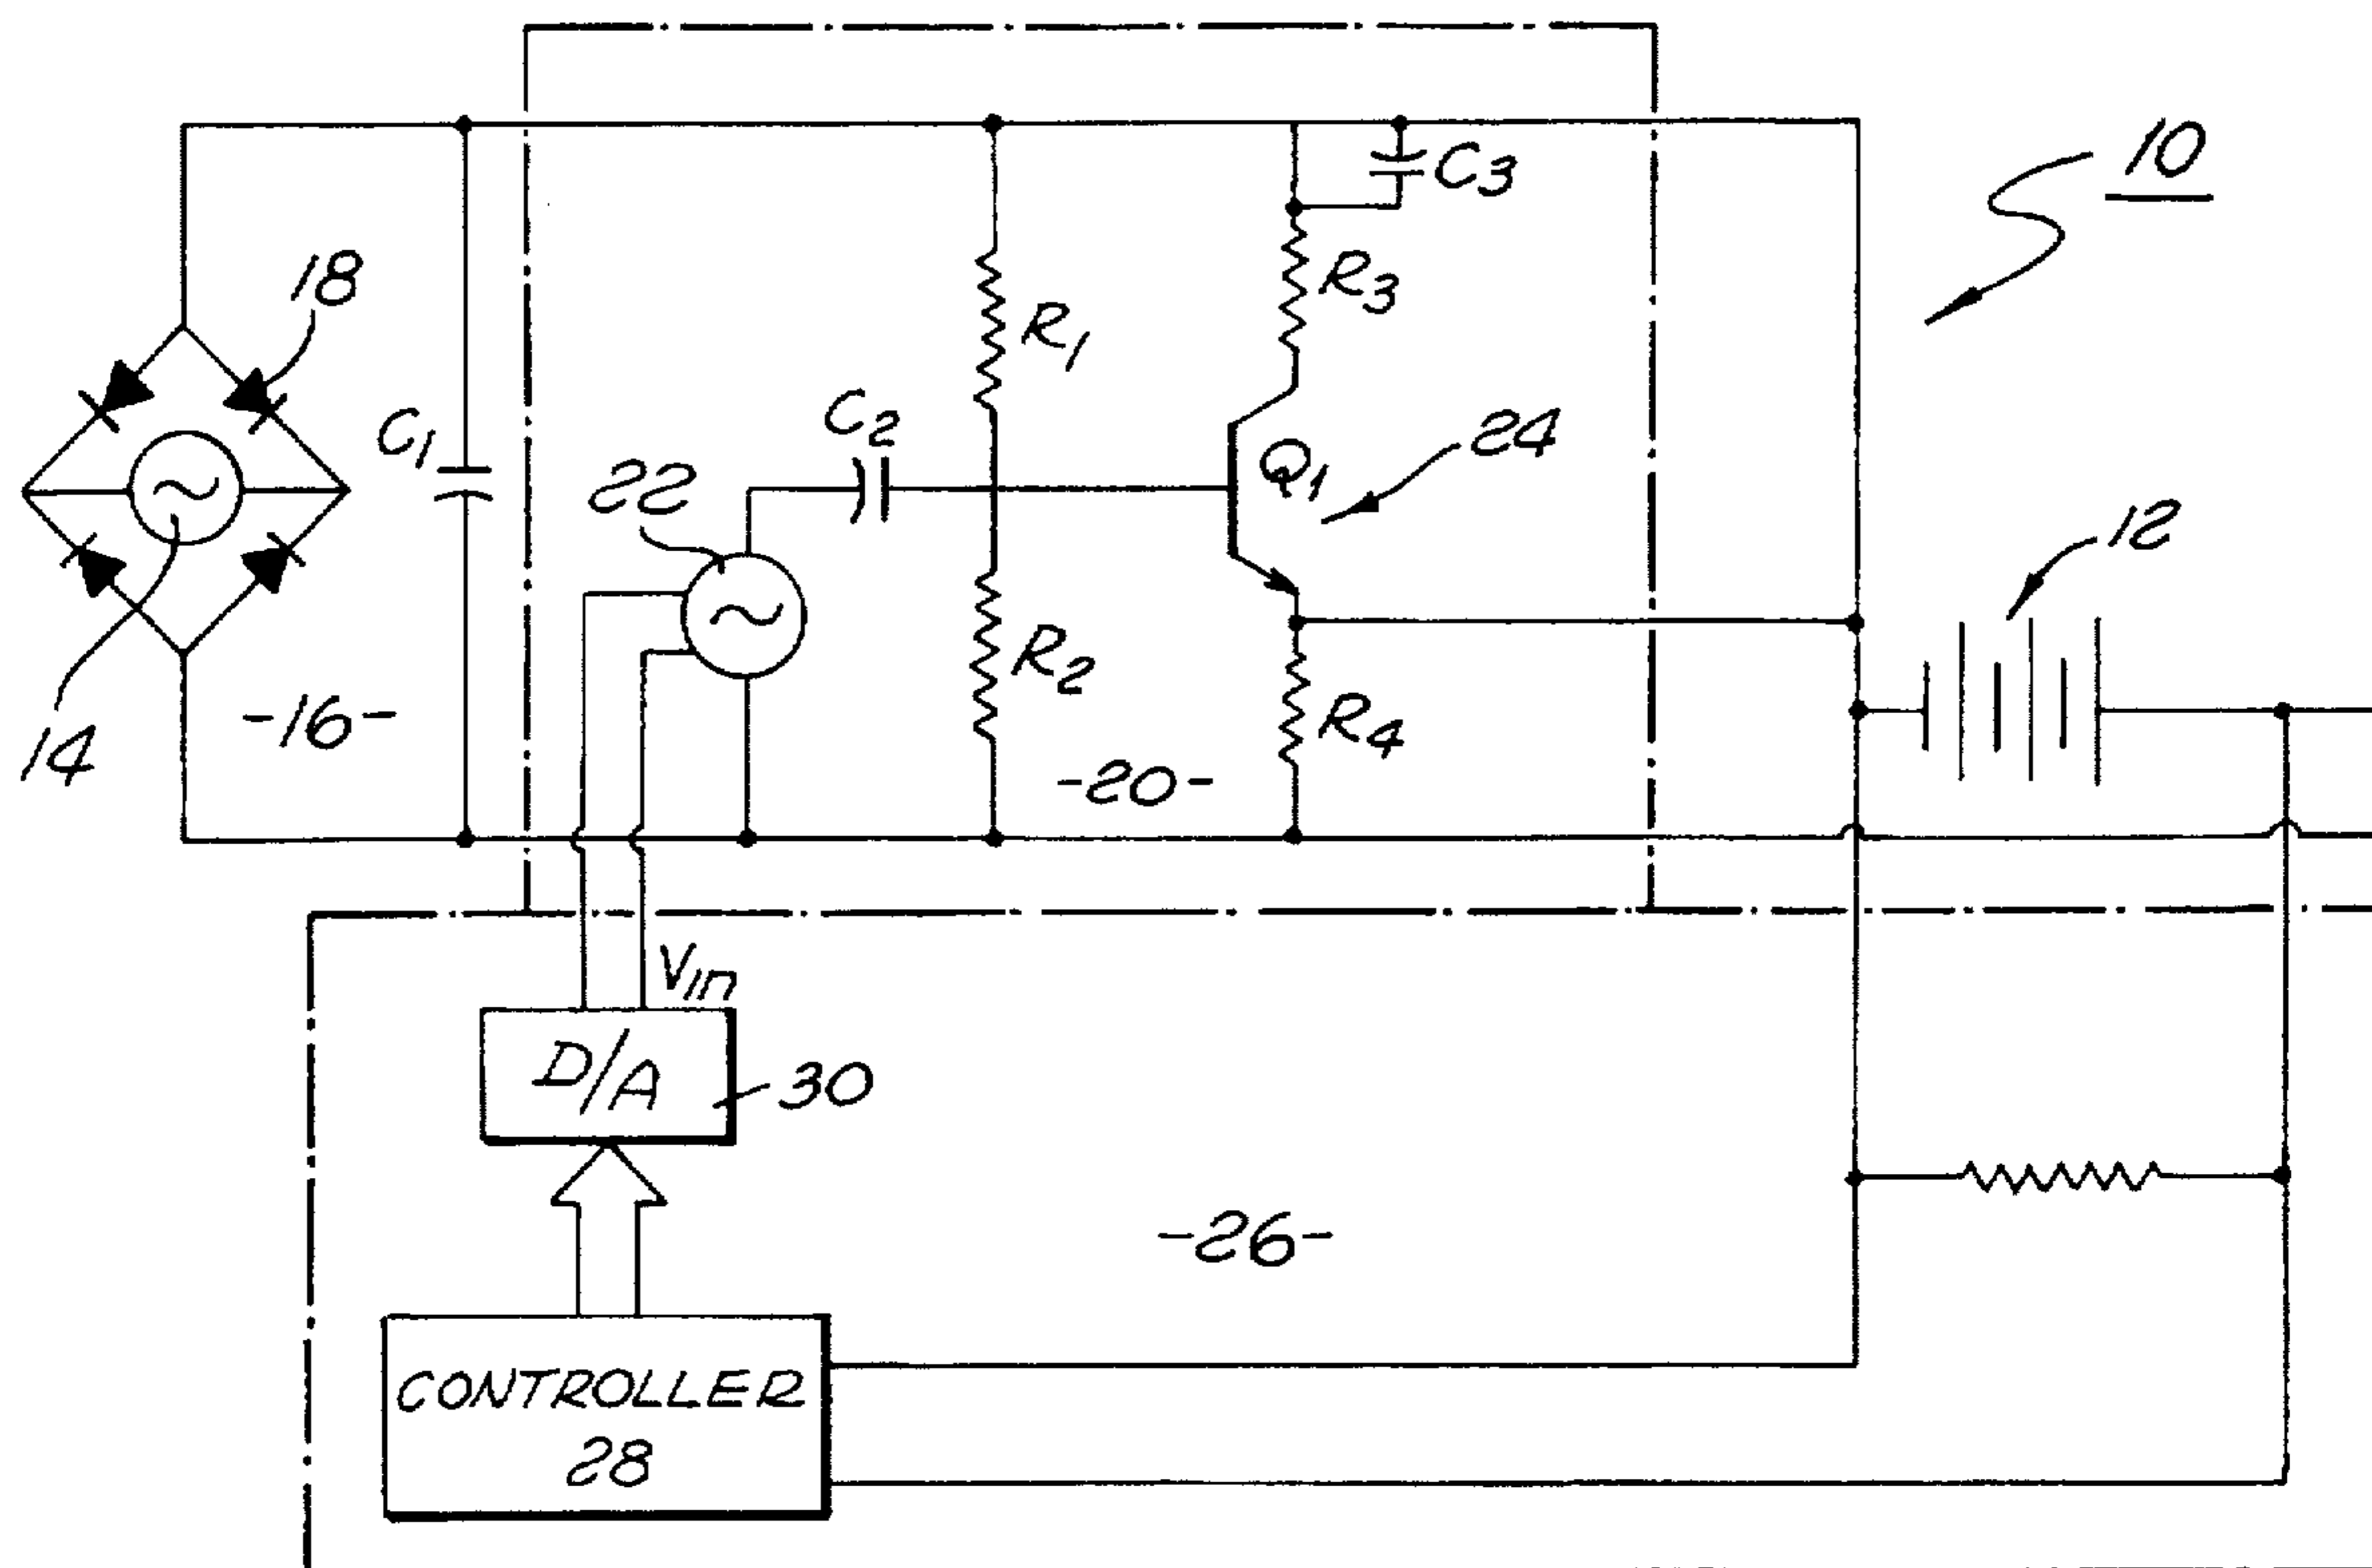 10
C3
18
R3
R1
C1
C2
24
22
Q1
12
R2
R4
-16-
14
-20-
Vin
D/A
30
-26-
CONTROLLER
28